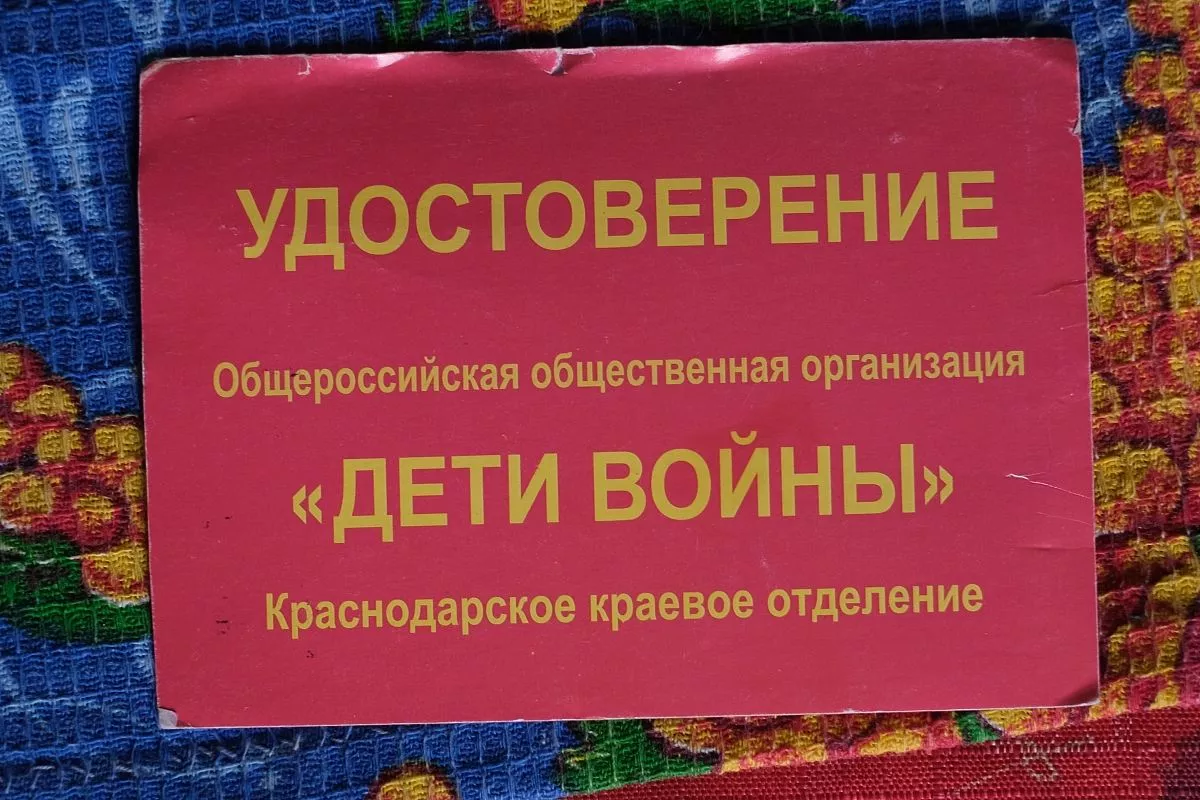 УДОСТОВЕРЕНИЕ
Общероссийская общественная организация
«ДЕТИ ВОЙНЫ»
Краснодарское краевое отделение